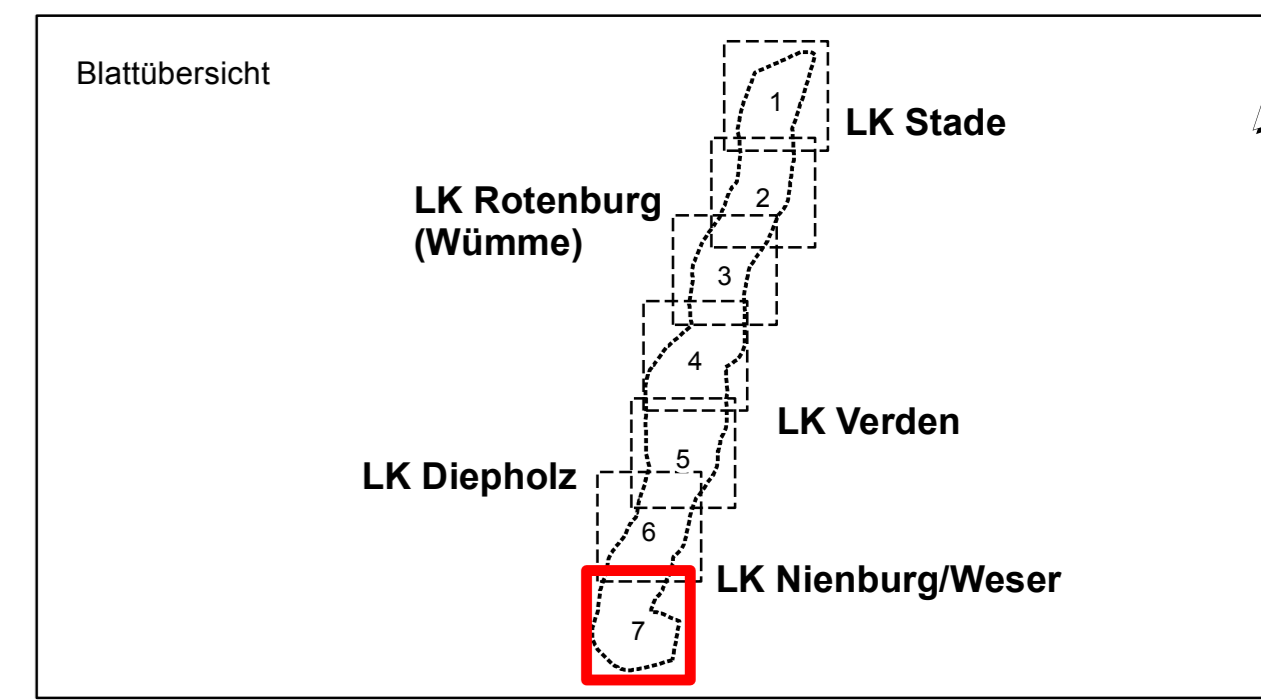 Blattübersicht
1
LK Stade
LK Rotenburg
(Wümme)
2
3
4
LK Verden
5
LK Diepholz
6
LK Nienburg/Weser
7